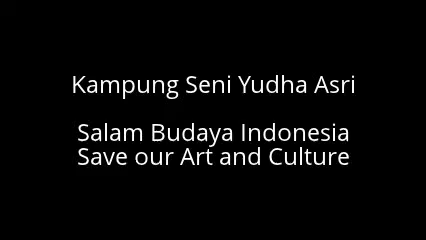 Kampung Seni Yudha Asri
Salam Budaya Indonesia
Save our Art and Culture